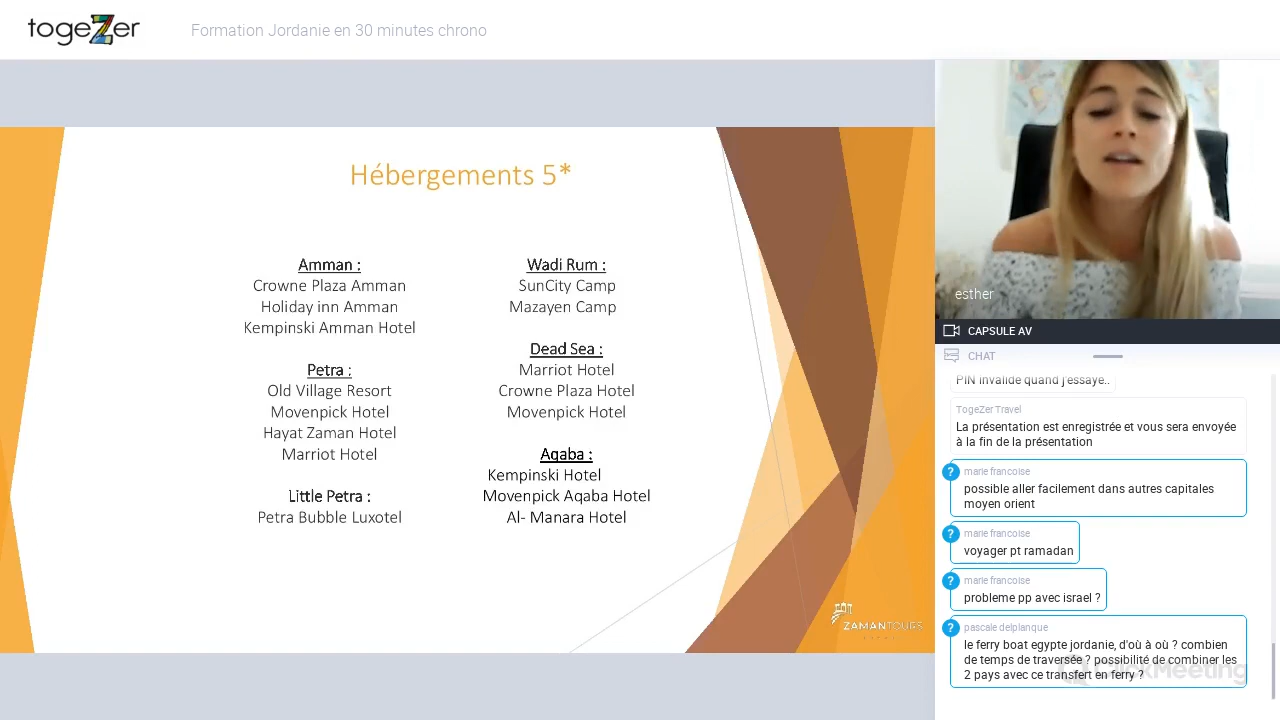 togeZer
Formation Jordanie en 30 minutes chrono
Hébergements 5*
Amman :
Crowne Plaza Amman
Holiday inn Amman
Kempinski Amman Hotel
Petra :
Old Village Resort
Movenpick Hotel
Hayat Zaman Hotel
Marriot Hotel
Little Petra :
Petra Bubble Luxotel
Wadi Rum :
SunCity Camp
Mazayen Camp
Dead Sea :
Marriot Hotel
Crowne Plaza Hotel
Movenpick Hotel
Aqaba :
Kempinski Hotel
Movenpick Aqaba Hotel
Al- Manara Hotel
ZAMANTOURS
esther
CAPSULE AV
CHAT
PIN invalide quand j'essaye..
TogeZer Travel
La présentation est enregistrée et vous sera envoyée
à la fin de la présentation
marie francoise
possible aller facilement dans autres capitales
moyen orient
marie francoise
voyager pt ramadan
marie francoise
probleme pp avec israel ?
pascale delplanque
le ferry boat egypte jordanie, d'où à où ? combien
de temps de traversée ? possibilité de combiner les
2 pays avec ce transfert en ferry ?
ClickMeeting